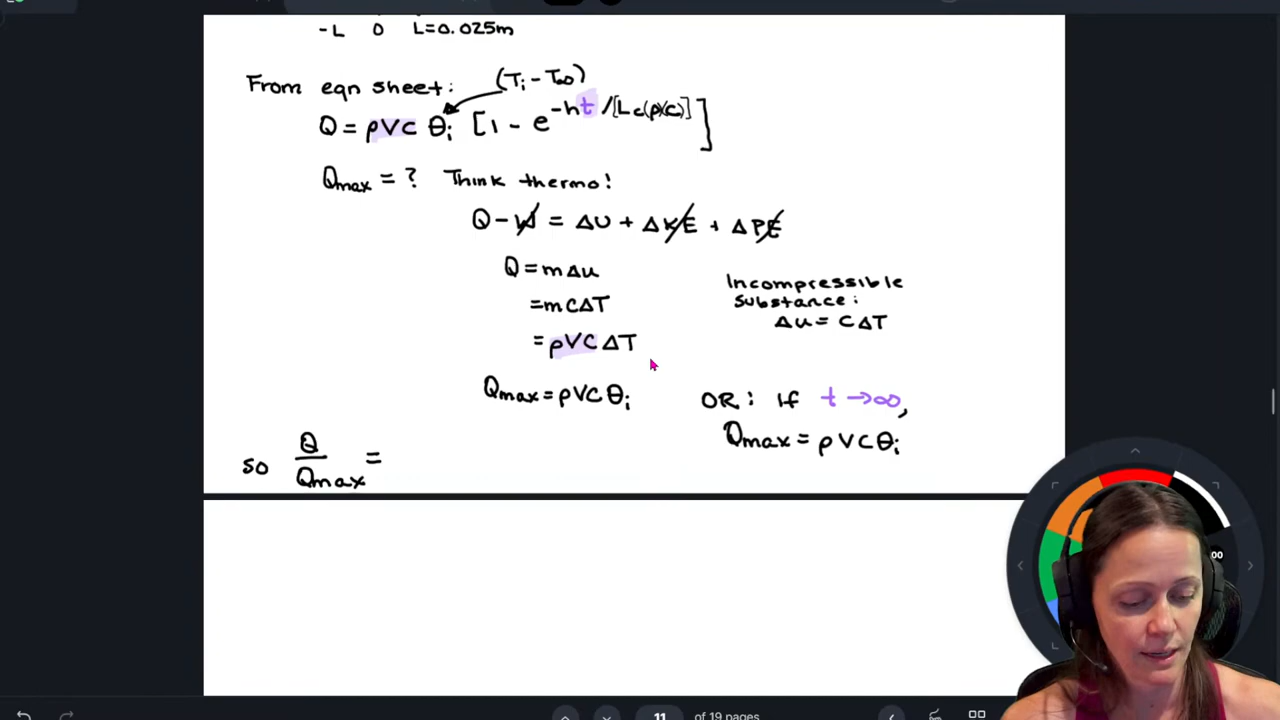 -L 0 L=0.025m
From eqn sheet: (Ti - T∞)
Q = ρVc θi [1 - e^-ht/[Lc(ρ)(c)]]
Qmax = ? Think thermo!
Q - W = ΔU + ΔKE + ΔPE
Q = mΔu
= mCΔT
= ρVCΔT
Qmax = ρVCθi
Incompressible
Substance:
Δu = CΔT
OR: If t → ∞,
Qmax = ρVCθi
so Q/Qmax =
00
11 of 19 pages